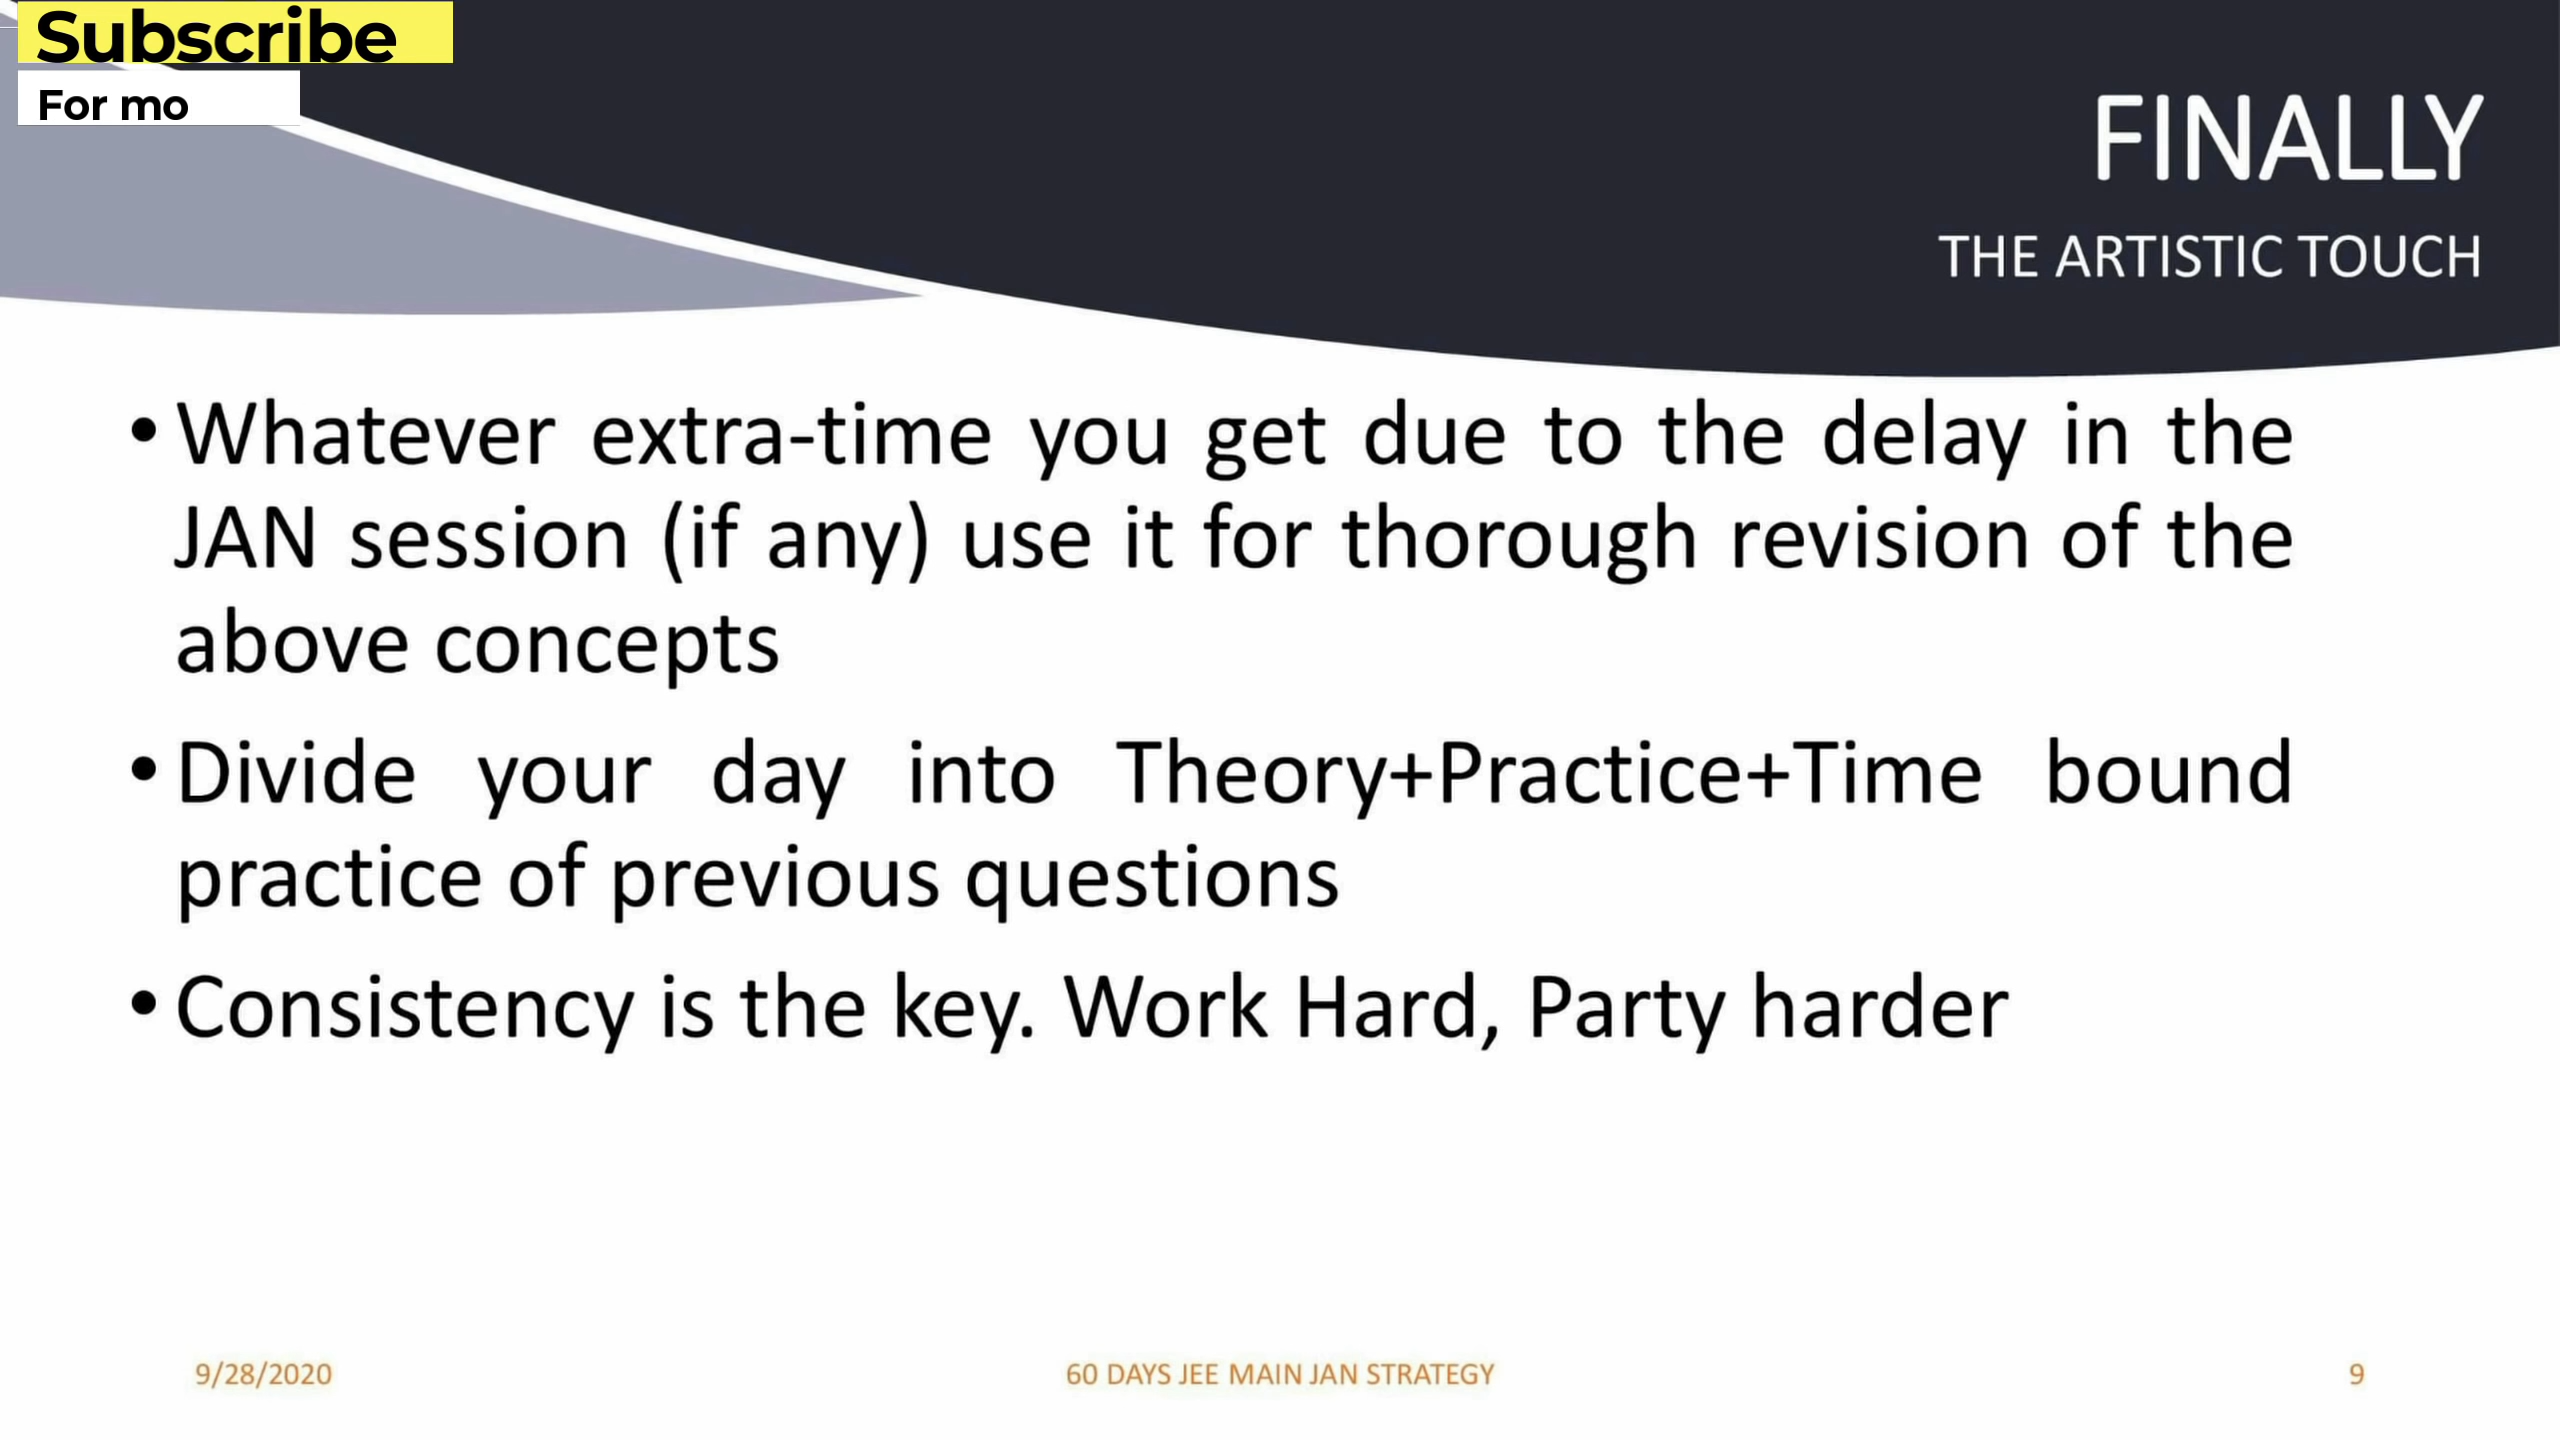 Subscribe
For mo
FINALLY
THE ARTISTIC TOUCH
• Whatever extra-time you get due to the delay in the
JAN session (if any) use it for thorough revision of the
above concepts
• Divide your day into Theory+Practice+Time bound
practice of previous questions
• Consistency is the key. Work Hard, Party harder
9/28/2020
60 DAYS JEE MAIN JAN STRATEGY
9